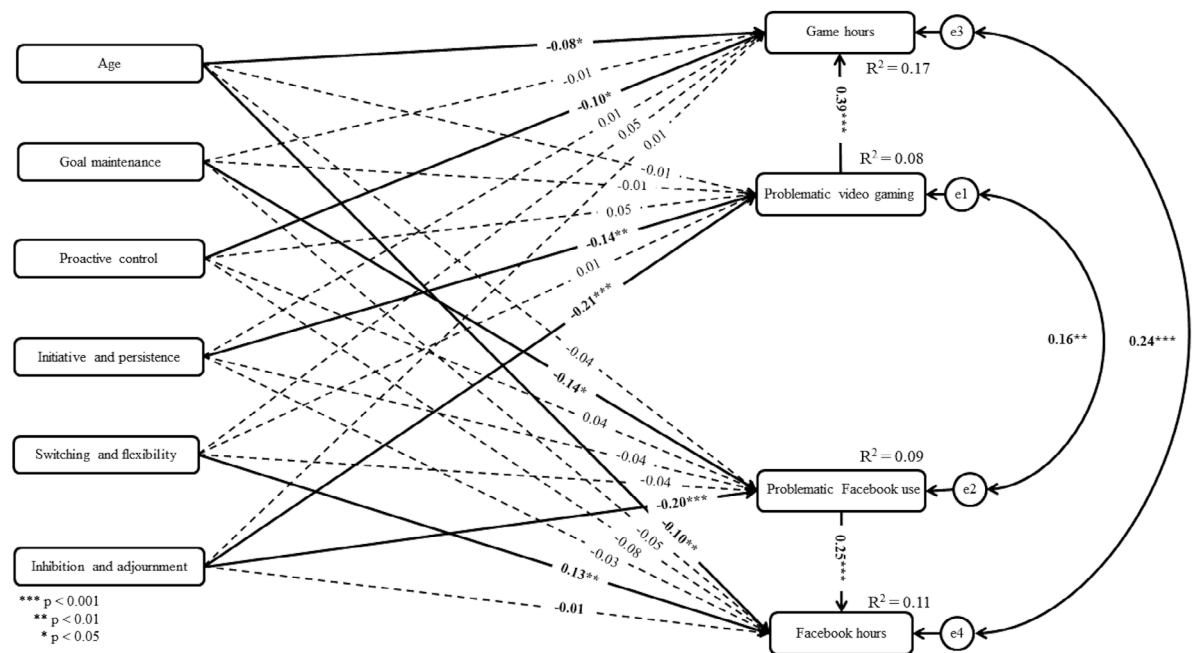 Age
Goal maintenance
Proactive control
Initiative and persistence
Switching and flexibility
Inhibition and adjournment
*** p < 0.001
** p < 0.01
* p < 0.05
-0.08*
-0.01
-0.10*
0.01
0.05
0.01
-0.01
-0.01
0.05
-0.14**
0.01
-0.21***
-0.04
-0.14*
0.04
-0.04
-0.04
-0.20***
-0.10**
-0.05
-0.08
-0.03
0.13**
-0.01
Game hours
e3
R² = 0.17
0.39***
R² = 0.08
Problematic video gaming
e1
0.16**
0.24***
R² = 0.09
Problematic Facebook use
e2
0.25***
R² = 0.11
Facebook hours
e4